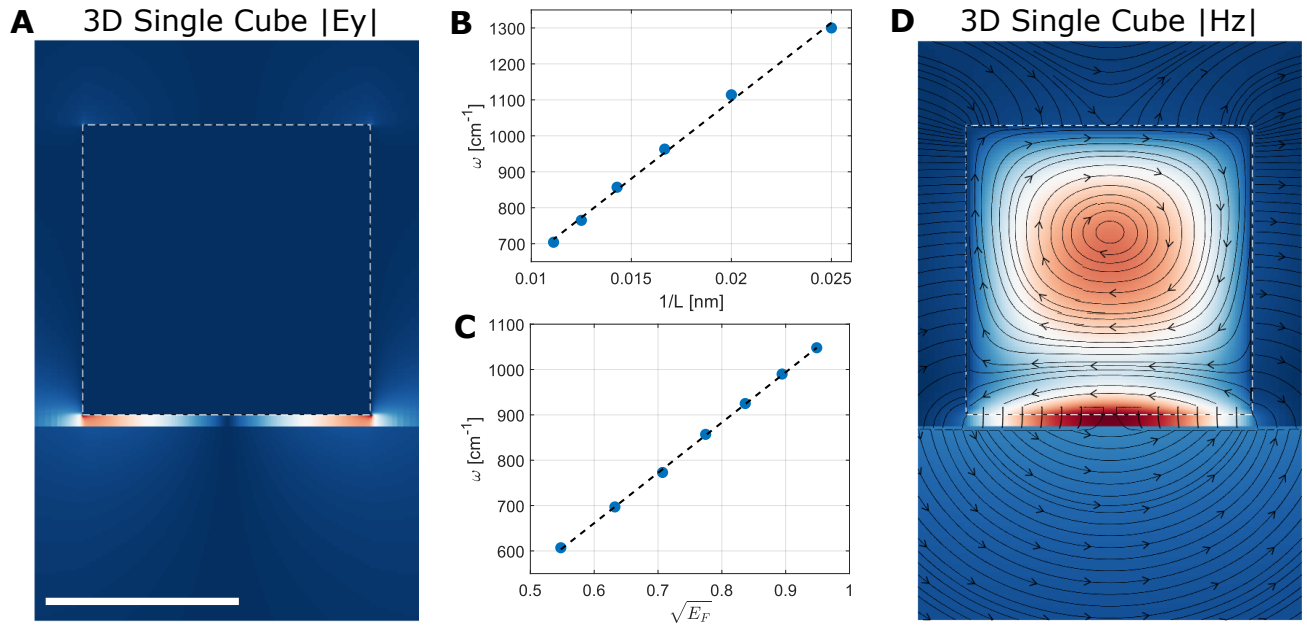 A 3D Single Cube |Ey|
B
1300
1200
1100
1000
900
800
700
ω [cm⁻¹]
0.01 0.015 0.02 0.025
1/L [nm]
C
1100
1000
900
800
700
600
ω [cm⁻¹]
0.5 0.6 0.7 0.8 0.9 1
√E_F
D 3D Single Cube |Hz|